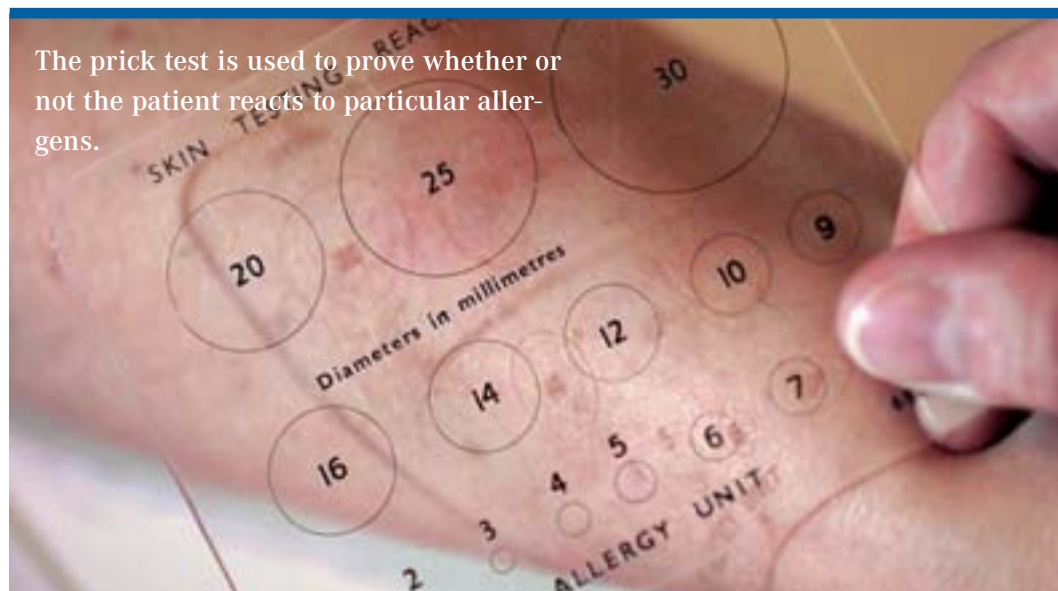 The prick test is used to prove whether or
not the patient reacts to particular aller-
gens.
SKIN TESTING
30
25
20
9
10
Diameters in millimetres
12
14
7
16
6
5
4
3
2
ALLERGY UNIT